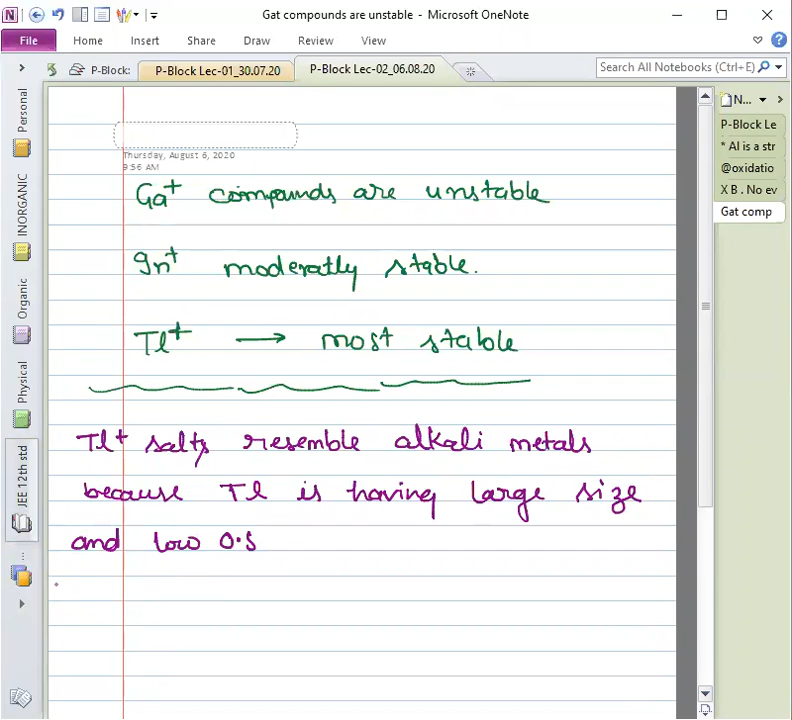 Gat compounds are unstable - Microsoft OneNote
File Home Insert Share Draw Review View
P-Block: P-Block Lec-01_30.07.20 P-Block Lec-02_06.08.20 Search All Notebooks (Ctrl+E)
N...
P-Block Le
* Al is a str
@oxidatio
X B . No ev
Gat comp
Personal
INORGANIC
Organic
Physical
JEE 12th std
Thursday, August 6, 2020
9:56 AM
Ga+ compounds are unstable
In+ moderatly stable.
Tl+ → most stable
Tl+ salts resemble alkali metals
because Tl is having large size
and low O.S